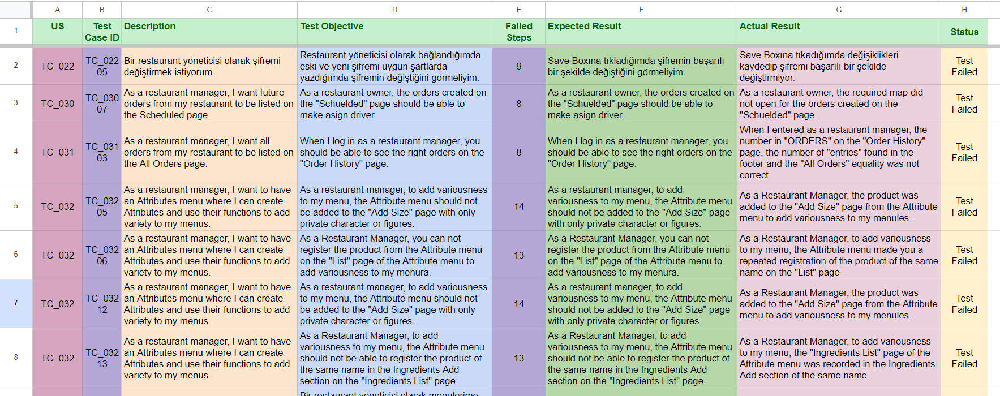 A B C D E F G H
1 US Test Description Test Objective Failed Expected Result Actual Result Status
Case ID Steps
2
TC_022
TC_022
05
Bir restaurant yöneticisi olarak şifremi
değiştirmek istiyorum.
Restaurant yöneticisi olarak bağlandığımda
eski ve yeni şifremi uygun şartlarda
yazdığımda şifremin değiştiğini görmeliyim.
9
Save Boxına tıkladığımda şifremin başarılı
bir şekilde değiştiğini görmeliyim.
Save Boxına tıkadığımda değişiklikleri
kaydedip şifremi başarılı bir şekilde
değiştirmiyor.
Test
Failed
3
TC_030
TC_030
07
As a restaurant manager, I want future
orders from my restaurant to be listed on
the Scheduled page.
As a restaurant owner, the orders created on
the "Schuelded" page should be able to
make asign driver.
8
As a restaurant owner, the orders created on
the "Schuelded" page should be able to
make asign driver.
As a restaurant owner, the required map did
not open for the orders created on the
"Schuelded" page.
Test
Failed
4
TC_031
TC_031
03
As a restaurant manager, I want all
orders from my restaurant to be listed on
the All Orders page.
When I log in as a restaurant manager, you
should be able to see the right orders on the
"Order History" page.
8
When I log in as a restaurant manager, you
should be able to see the right orders on the
"Order History" page.
When I entered as a restaurant manager, the
number in "ORDERS" on the "Order History"
page, the number of "entries" found in the
footer and the "All Orders" equality was not
correct
Test
Failed
5
TC_032
TC_032
05
As a restaurant manager, I want to have
an Attributes menu where I can create
Attributes and use their functions to add
variety to my menus.
As a restaurant manager, to add variousness
to my menu, the Attribute menu should not
be added to the "Add Size" page with only
private character or figures.
14
As a restaurant manager, to add
variousness to my menu, the Attribute menu
should not be added to the "Add Size" page
with only private character or figures.
As a Restaurant Manager, the product was
added to the "Add Size" page from the Attribute
menu to add variousness to my menules.
Test
Failed
6
TC_032
TC_032
06
As a restaurant manager, I want to have
an Attributes menu where I can create
Attributes and use their functions to add
variety to my menus.
As a Restaurant Manager, you can not
register the product from the Attribute menu
on the "List" page of the Attribute menu to
add variousness to my menura.
13
As a Restaurant Manager, you can not
register the product from the Attribute menu
on the "List" page of the Attribute menu to
add variousness to my menura.
As a Restaurant Manager, to add variousness
to my menu, the Attribute menu made you a
repeated registration of the product of the same
name on the "List" page
Test
Failed
7
TC_032
TC_032
12
As a restaurant manager, I want to have
an Attributes menu where I can create
Attributes and use their functions to add
variety to my menus.
As a restaurant manager, to add variousness
to my menu, the Attribute menu should not
be added to the "Add Size" page with only
private character or figures.
14
As a restaurant manager, to add
variousness to my menu, the Attribute menu
should not be added to the "Add Size" page
with only private character or figures.
As a Restaurant Manager, the product was
added to the "Add Size" page from the Attribute
menu to add variousness to my menules.
Test
Failed
8
TC_032
TC_032
13
As a restaurant manager, I want to have
an Attributes menu where I can create
Attributes and use their functions to add
variety to my menus.
As a Restaurant Manager, to add
variousness to my menu, the Attribute menu
should not be able to register the product of
the same name in the Ingredients Add
section on the "Ingredients List" page.
13
As a Restaurant Manager, to add
variousness to my menu, the Attribute menu
should not be able to register the product of
the same name in the Ingredients Add
section on the "Ingredients List" page.
As a Restaurant Manager, to add variousness
to my menu, the "Ingredients List" page of the
Attribute menu was recorded in the Ingredients
Add section of the same name.
Test
Failed
Bir restaurant yöneticisi olarak menulerime